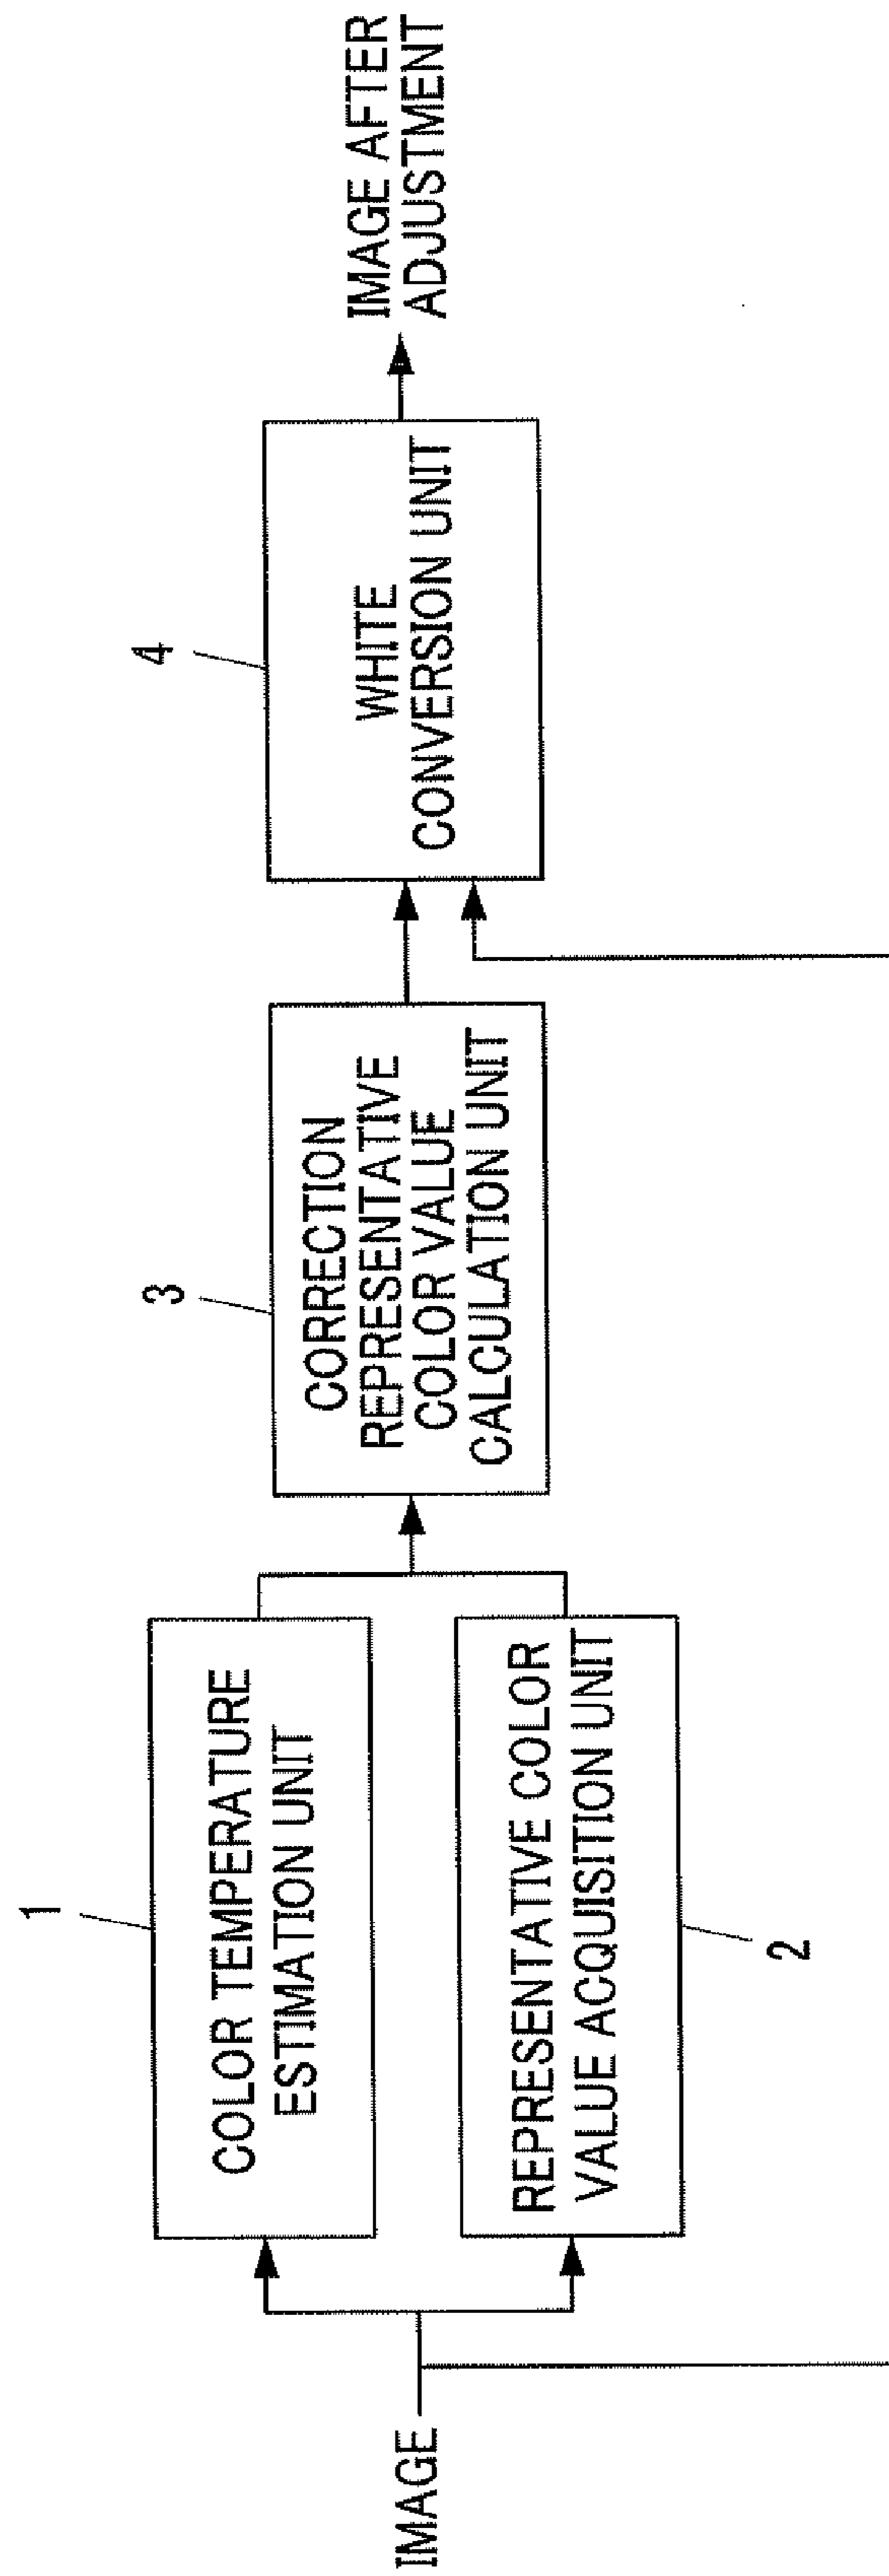 IMAGE
1
COLOR TEMPERATURE
ESTIMATION UNIT
REPRESENTATIVE COLOR
VALUE ACQUISITION UNIT
2
3
CORRECTION
REPRESENTATIVE
COLOR VALUE
CALCULATION UNIT
4
WHITE
CONVERSION UNIT
IMAGE AFTER
ADJUSTMENT